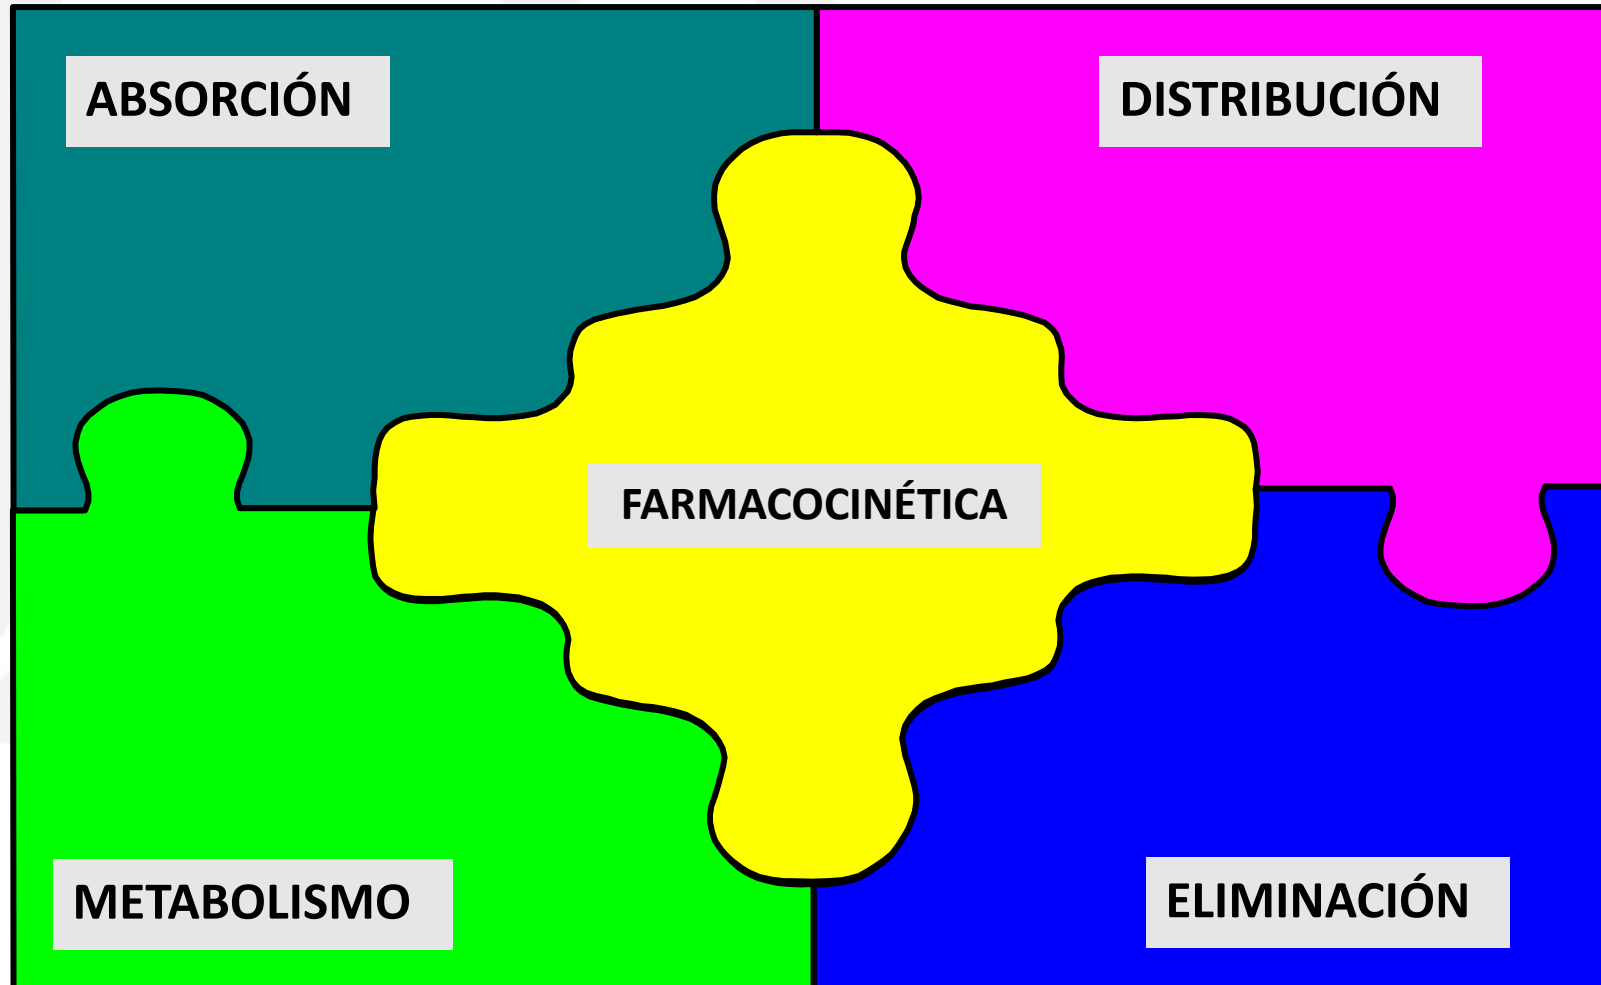 ABSORCIÓN
DISTRIBUCIÓN
FARMACOCINÉTICA
METABOLISMO
ELIMINACIÓN